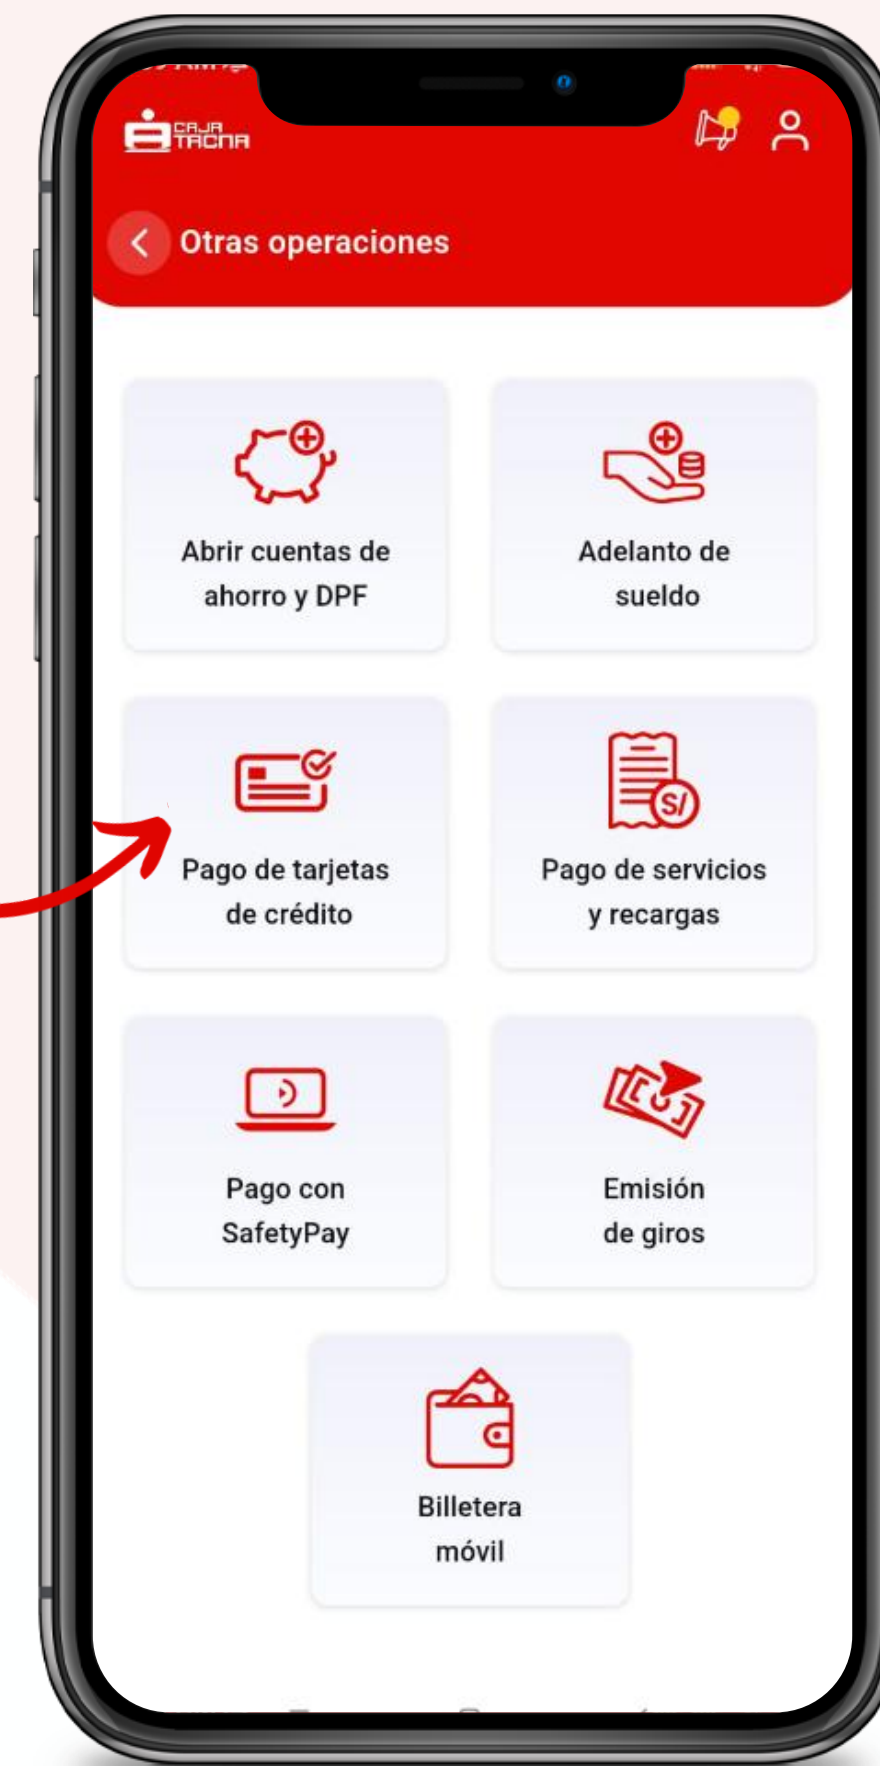 CAJA
TACNA
Otras operaciones
Abrir cuentas de
ahorro y DPF
Adelanto de
sueldo
Pago de tarjetas
de crédito
S/
Pago de servicios
y recargas
Pago con
SafetyPay
Emisión
de giros
Billetera
móvil